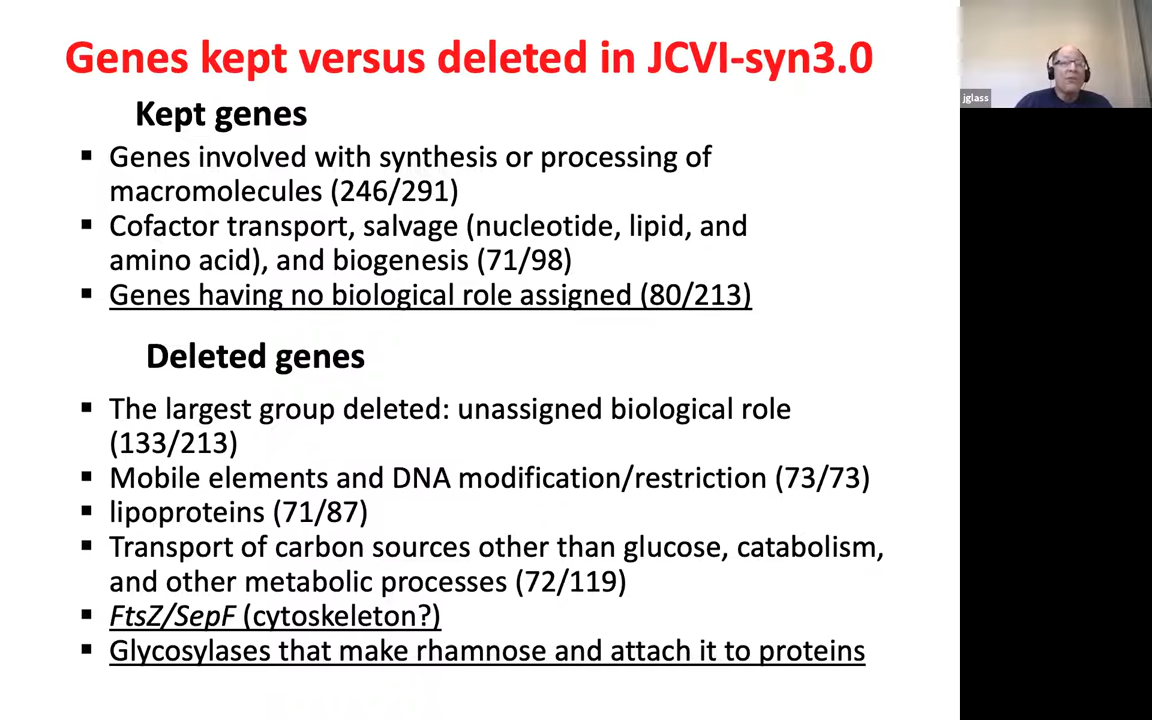 Genes kept versus deleted in JCVI-syn3.0
jglass
Kept genes
▪ Genes involved with synthesis or processing of
macromolecules (246/291)
▪ Cofactor transport, salvage (nucleotide, lipid, and
amino acid), and biogenesis (71/98)
▪ Genes having no biological role assigned (80/213)
Deleted genes
▪ The largest group deleted: unassigned biological role
(133/213)
▪ Mobile elements and DNA modification/restriction (73/73)
▪ lipoproteins (71/87)
▪ Transport of carbon sources other than glucose, catabolism,
and other metabolic processes (72/119)
▪ FtsZ/SepF (cytoskeleton?)
▪ Glycosylases that make rhamnose and attach it to proteins